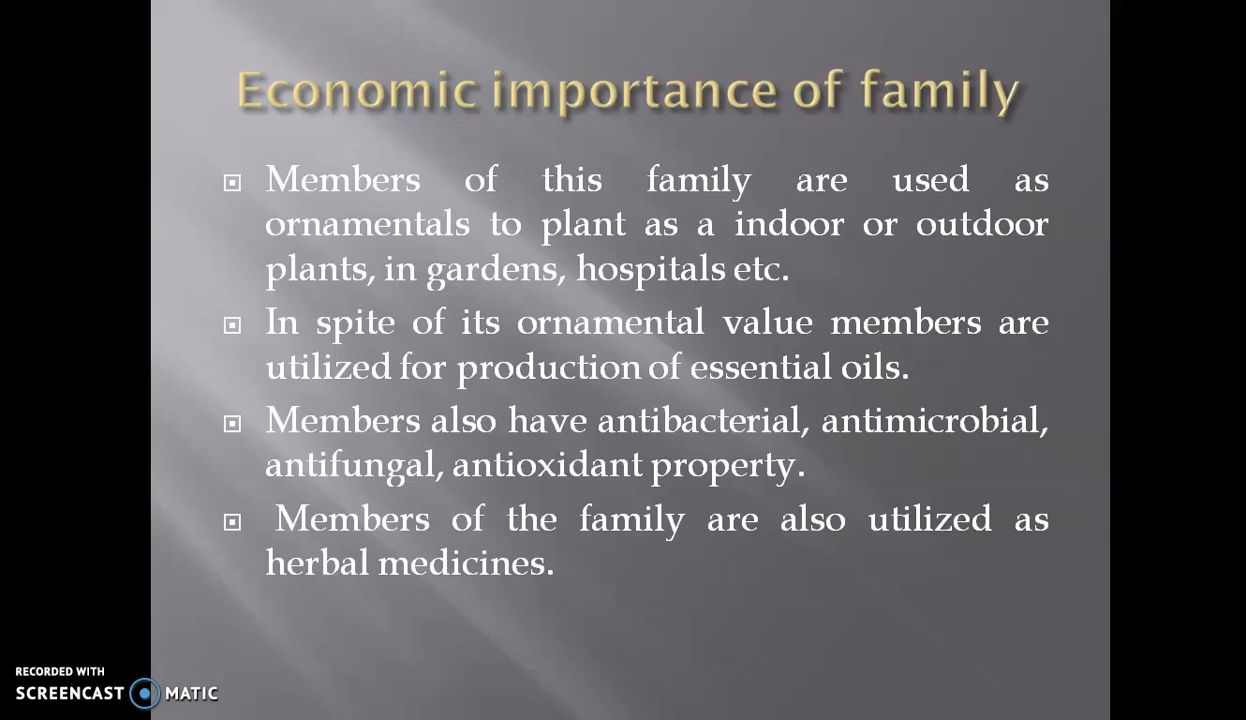 Economic importance of family
Members of this family are used as
ornamentals to plant as a indoor or outdoor
plants, in gardens, hospitals etc.
In spite of its ornamental value members are
utilized for production of essential oils.
Members also have antibacterial, antimicrobial,
antifungal, antioxidant property.
Members of the family are also utilized as
herbal medicines.
RECORDED WITH
SCREENCAST MATIC